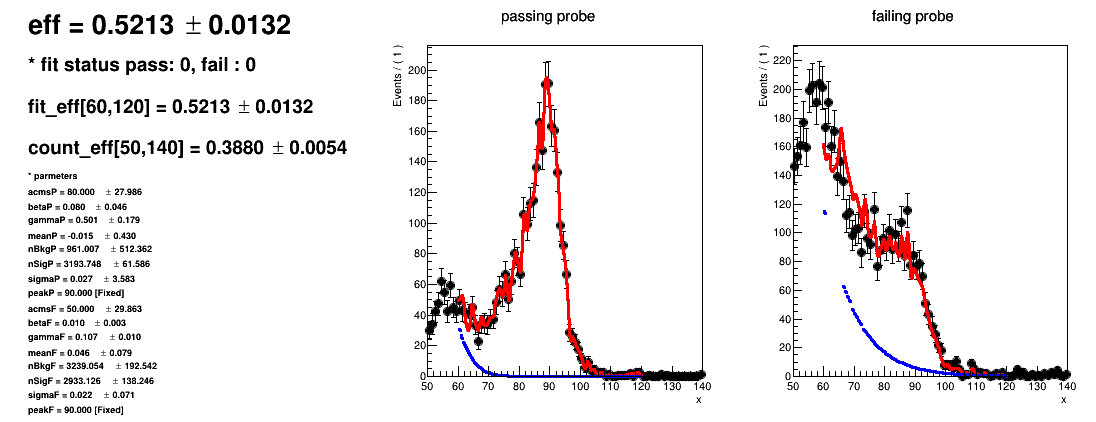 eff = 0.5213 ± 0.0132
* fit status pass: 0, fail : 0
fit_eff[60,120] = 0.5213 ± 0.0132
count_eff[50,140] = 0.3880 ± 0.0054
* parmeters
acmsP = 80.000 ± 27.986
betaP = 0.080 ± 0.046
gammaP = 0.501 ± 0.179
meanP = -0.015 ± 0.430
nBkgP = 961.007 ± 512.362
nSigP = 3193.748 ± 61.586
sigmaP = 0.027 ± 3.583
peakP = 90.000 [Fixed]
acmsF = 50.000 ± 29.863
betaF = 0.010 ± 0.003
gammaF = 0.107 ± 0.010
meanF = 0.046 ± 0.079
nBkgF = 3239.054 ± 192.542
nSigF = 2933.126 ± 138.246
sigmaF = 0.022 ± 0.071
peakF = 90.000 [Fixed]
passing probe
Events / ( 1 )
200
180
160
140
120
100
80
60
40
20
0
50 60 70 80 90 100 110 120 130 140
x
failing probe
Events / ( 1 )
220
200
180
160
140
120
100
80
60
40
20
0
50 60 70 80 90 100 110 120 130 140
x